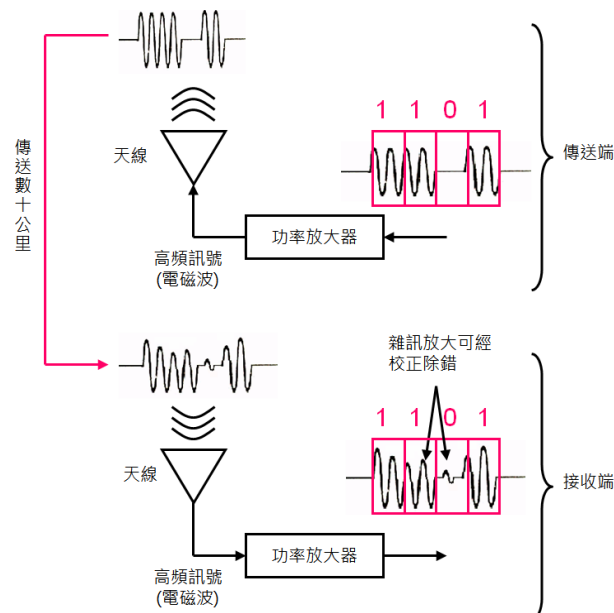 1 1 0 1
傳送端
天線
傳送數十公里
功率放大器
高頻訊號
(電磁波)
雜訊放大可經
校正除錯
1 1 0 1
接收端
天線
功率放大器
高頻訊號
(電磁波)